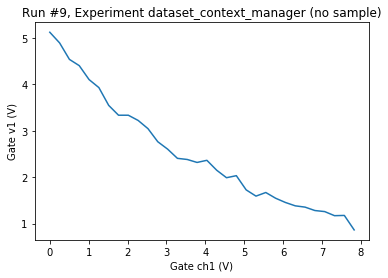 Run #9, Experiment dataset_context_manager (no sample)
5
4
3
2
1
Gate v1 (V)
0 1 2 3 4 5 6 7 8
Gate ch1 (V)